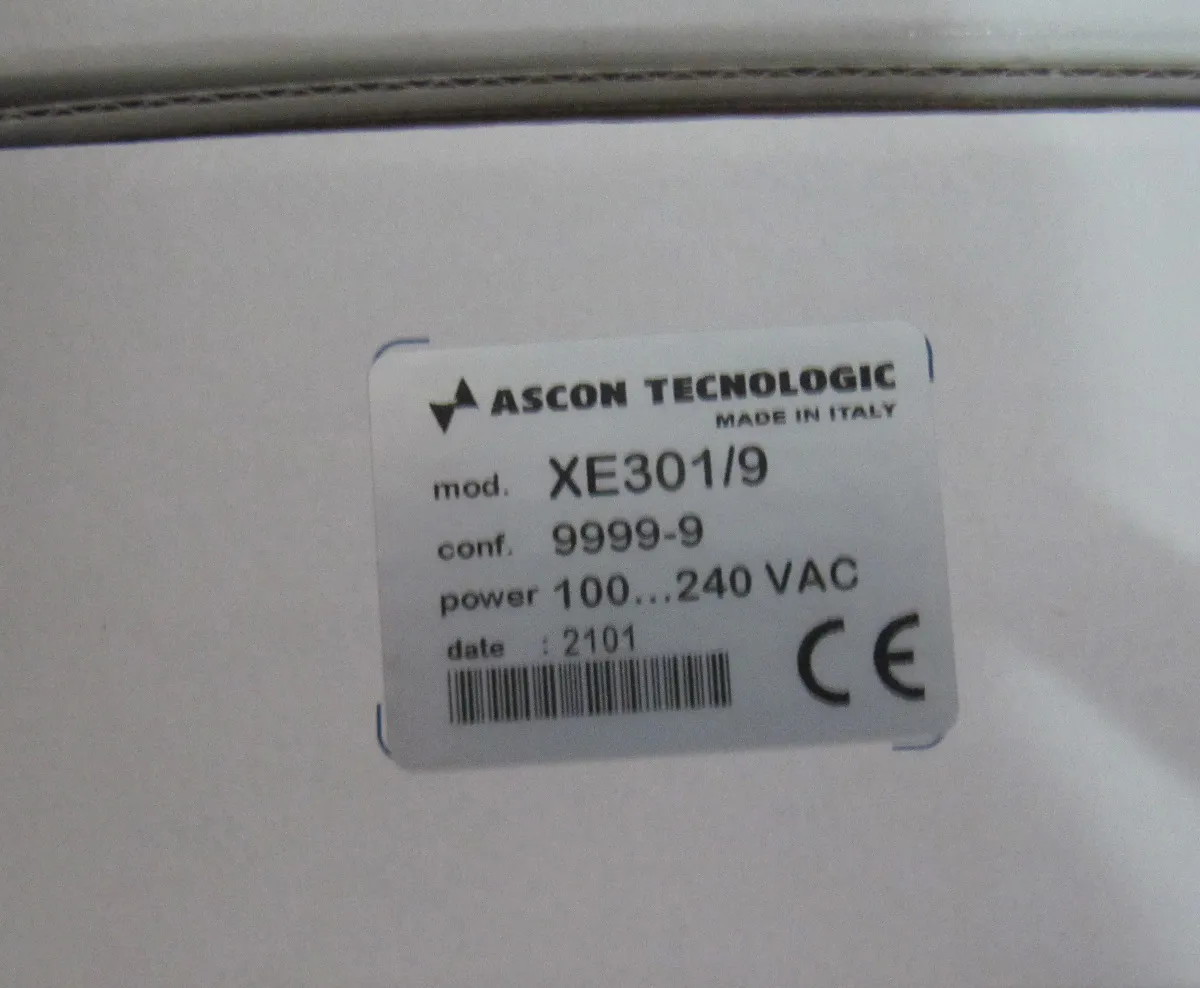 ASCON TECNOLOGIC
MADE IN ITALY
mod. XE301/9
conf. 9999-9
power 100...240 VAC
date : 2101
CE